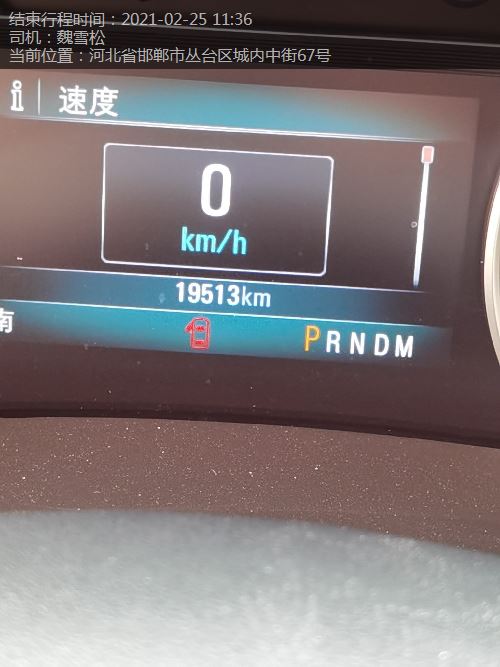 结束行程时间：2021-02-25 11:36
司机：魏雪松
当前位置：河北省邯郸市丛台区城内中街67号
i 速度
0
km/h
19513km
南
P R N D M